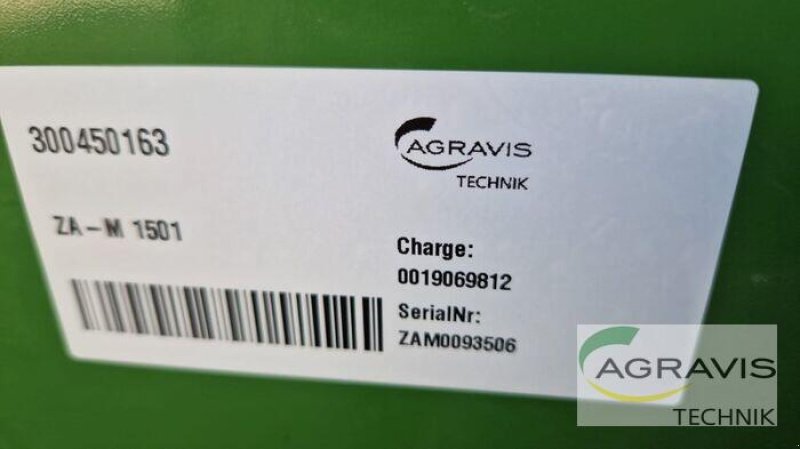 300450163
AGRAVIS
TECHNIK
ZA-M 1501
Charge:
0019069812
SerialNr:
ZAM0093506
AGRAVIS
TECHNIK